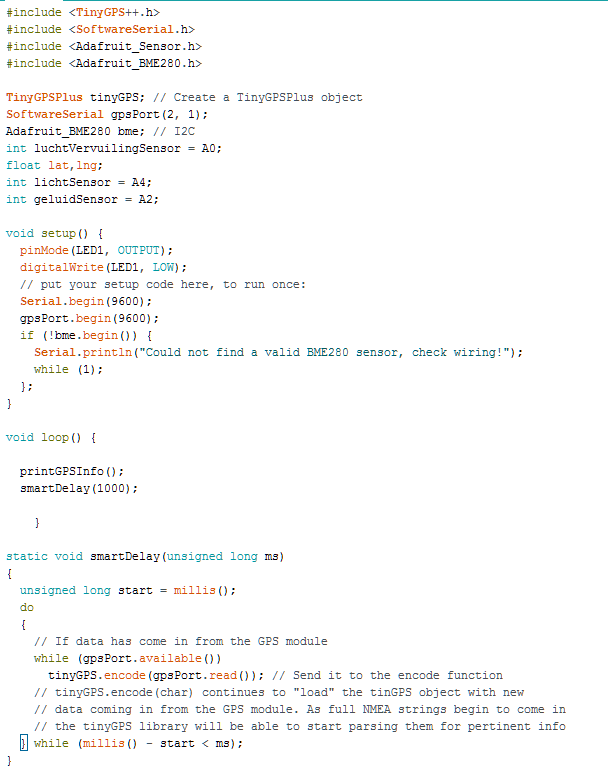 #include <TinyGPS++.h>
#include <SoftwareSerial.h>
#include <Adafruit_Sensor.h>
#include <Adafruit_BME280.h>

TinyGPSPlus tinyGPS; // Create a TinyGPSPlus object
SoftwareSerial gpsPort(2, 1);
Adafruit_BME280 bme; // I2C
int luchtVervuilingSensor = A0;
float lat,lng;
int lichtSensor = A4;
int geluidSensor = A2;

void setup() {
  pinMode(LED1, OUTPUT);
  digitalWrite(LED1, LOW);
  // put your setup code here, to run once:
  Serial.begin(9600);
  gpsPort.begin(9600);
  if (!bme.begin()) {
    Serial.println("Could not find a valid BME280 sensor, check wiring!");
    while (1);
  };
}

void loop() {

  printGPSInfo();
  smartDelay(1000);

    }

static void smartDelay(unsigned long ms)
{
  unsigned long start = millis();
  do
  {
    // If data has come in from the GPS module
    while (gpsPort.available())
      tinyGPS.encode(gpsPort.read()); // Send it to the encode function
    // tinyGPS.encode(char) continues to "load" the tinGPS object with new
    // data coming in from the GPS module. As full NMEA strings begin to come in
    // the tinyGPS library will be able to start parsing them for pertinent info
  } while (millis() - start < ms);
}